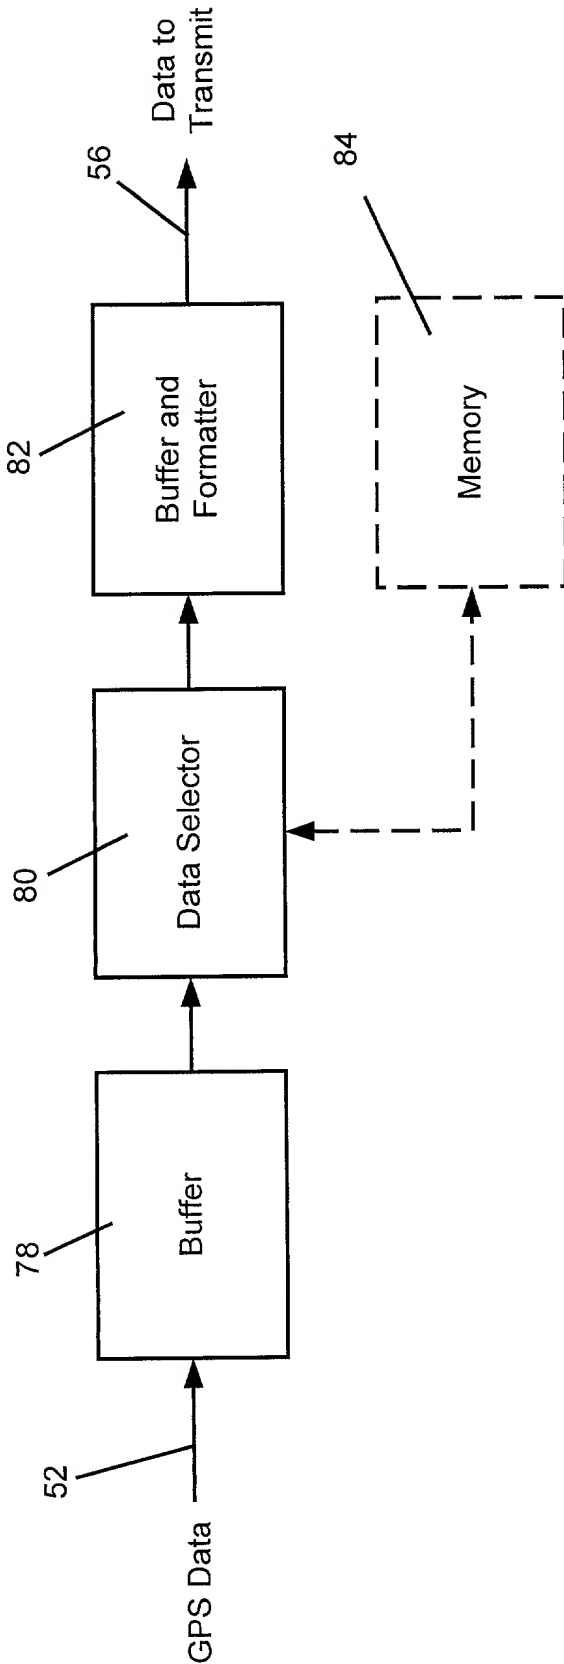 52
GPS Data
78
Buffer
80
Data Selector
82
Buffer and
Formatter
56
Data to
Transmit
84
Memory